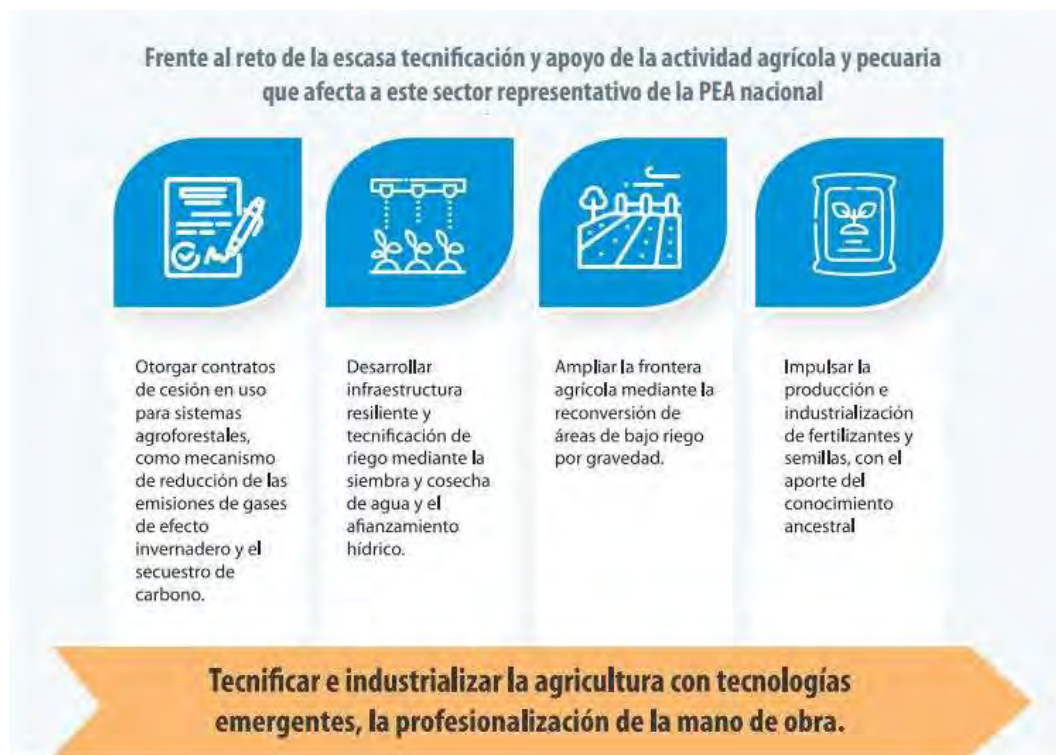 Frente al reto de la escasa tecnificación y apoyo de la actividad agrícola y pecuaria
que afecta a este sector representativo de la PEA nacional
Otorgar contratos
de cesión en uso
para sistemas
agroforestales,
como mecanismo
de reducción de las
emisiones de gases
de efecto
invernadero y el
secuestro de
carbono.
Desarrollar
infraestructura
resiliente y
tecnificación de
riego mediante la
siembra y cosecha
de agua y el
afianzamiento
hídrico.
Ampliar la frontera
agrícola mediante la
reconversión de
áreas de bajo riego
por gravedad.
Impulsar la
producción e
industrialización
de fertilizantes y
semillas, con el
aporte del
conocimiento
ancestral
Tecnificar e industrializar la agricultura con tecnologías
emergentes, la profesionalización de la mano de obra.